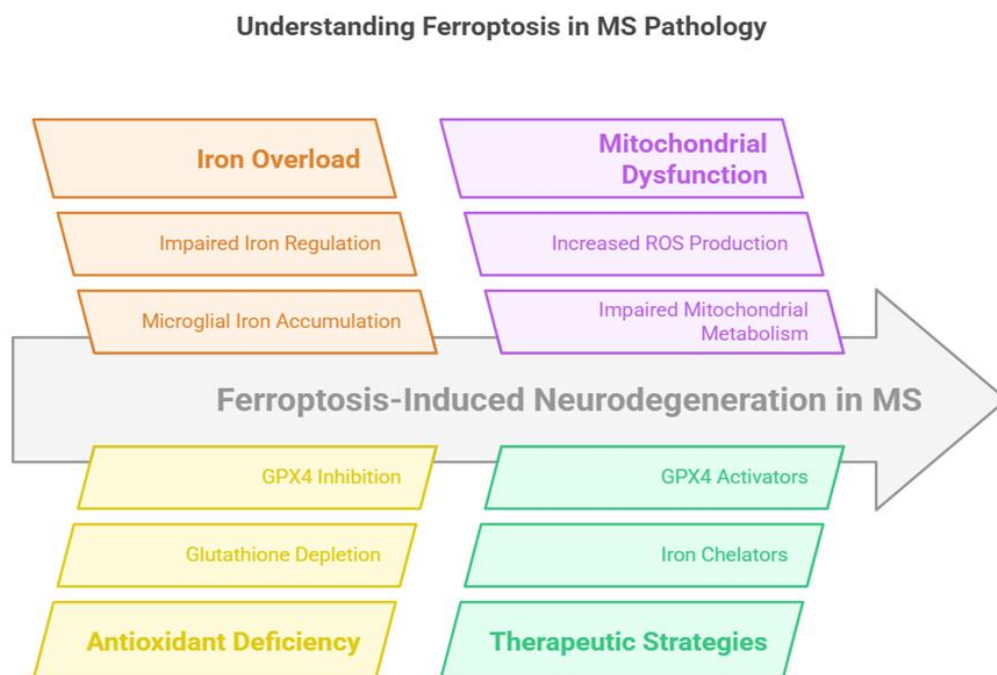 Understanding Ferroptosis in MS Pathology
Iron Overload
Impaired Iron Regulation
Microglial Iron Accumulation
Mitochondrial
Dysfunction
Increased ROS Production
Impaired Mitochondrial
Metabolism
Ferroptosis-Induced Neurodegeneration in MS
GPX4 Inhibition
Glutathione Depletion
Antioxidant Deficiency
GPX4 Activators
Iron Chelators
Therapeutic Strategies